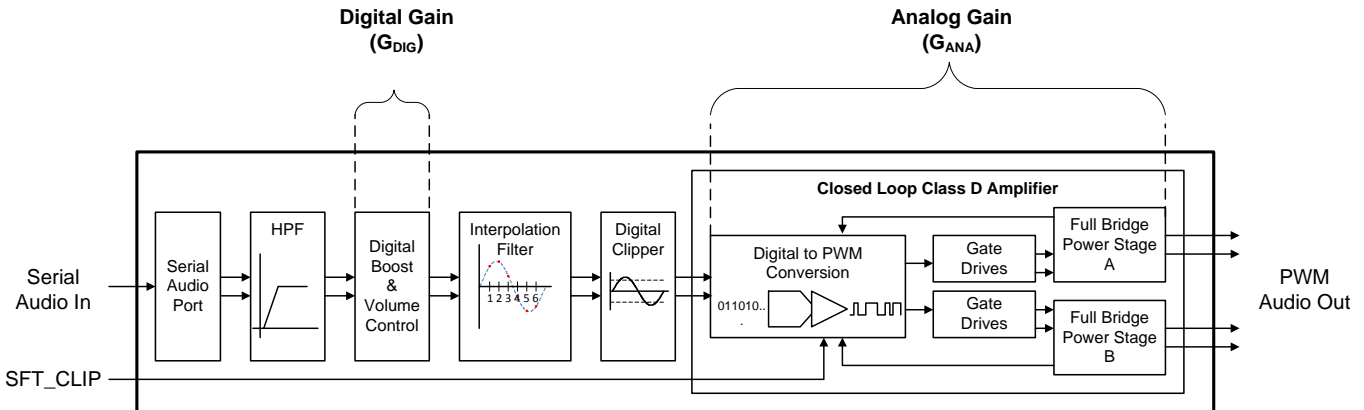 Digital Gain
(GDIG)
Analog Gain
(GANA)
Closed Loop Class D Amplifier
Serial
Audio In
Serial
Audio
Port
HPF
Digital
Boost
&
Volume
Control
Interpolation
Filter
1 2 3 4 5 6
Digital
Clipper
Digital to PWM
Conversion
011010..
.
Gate
Drives
Gate
Drives
Full Bridge
Power Stage
A
Full Bridge
Power Stage
B
PWM
Audio Out
SFT_CLIP